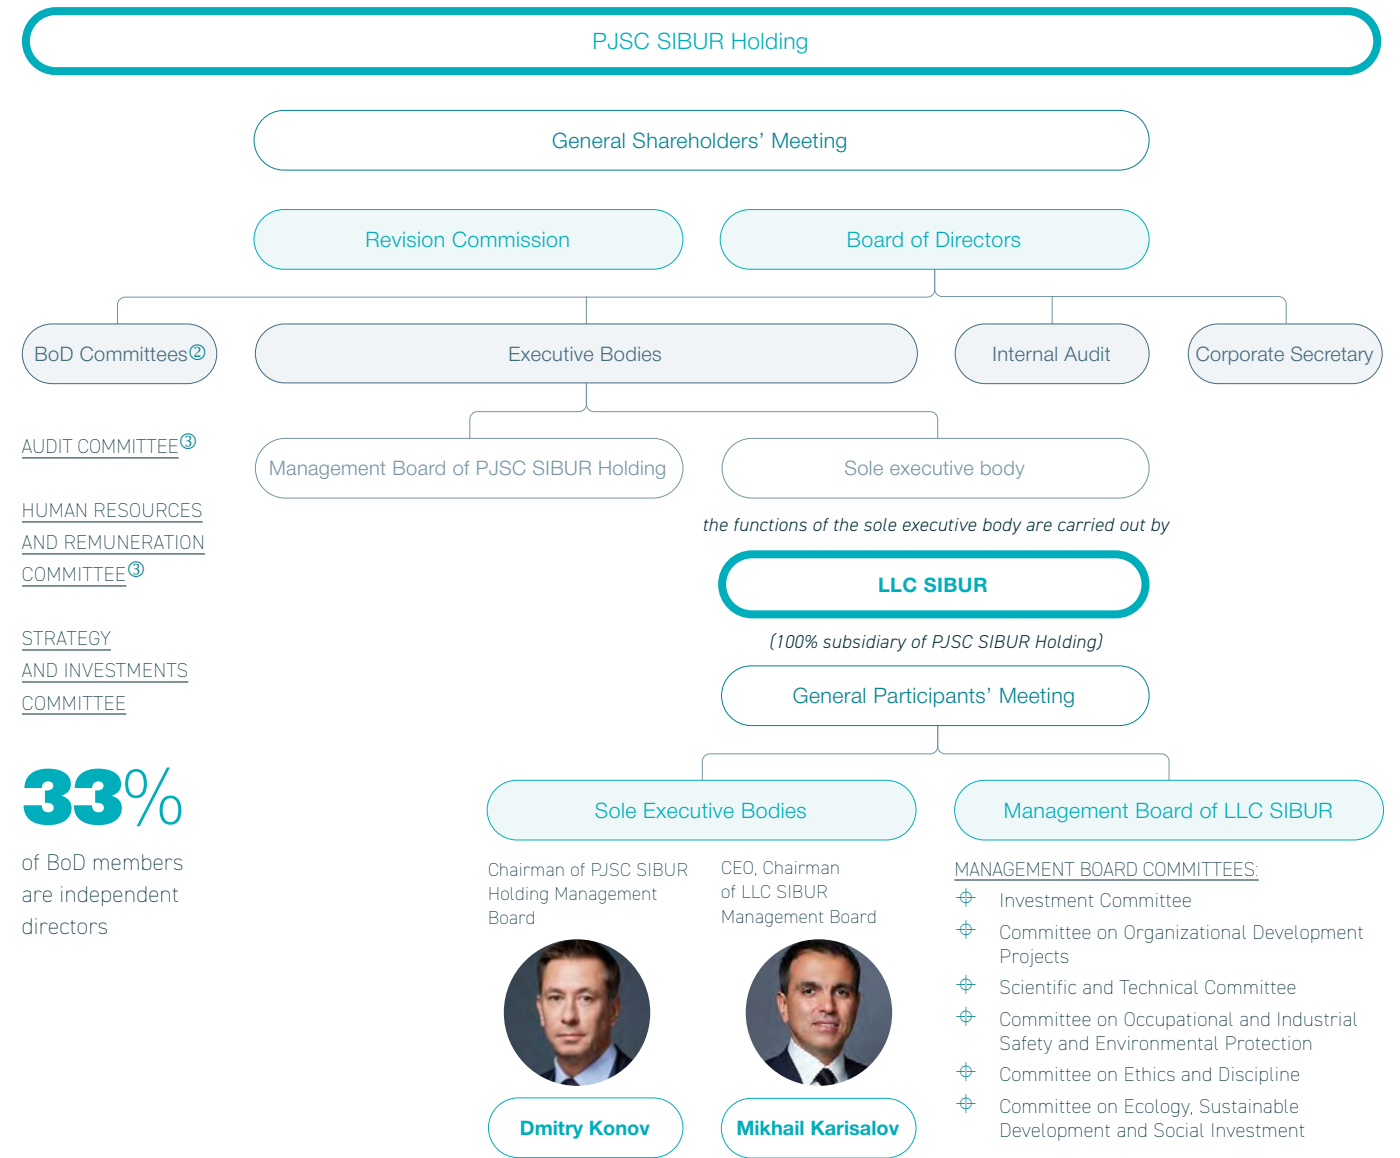 PJSC SIBUR Holding
General Shareholders’ Meeting
Revision Commission
Board of Directors
BoD Committees②
Executive Bodies
Internal Audit
Corporate Secretary
AUDIT COMMITTEE③
HUMAN RESOURCES
AND REMUNERATION
COMMITTEE③
STRATEGY
AND INVESTMENTS
COMMITTEE
33%
of BoD members
are independent
directors
Management Board of PJSC SIBUR Holding
Sole executive body
the functions of the sole executive body are carried out by
LLC SIBUR
(100% subsidiary of PJSC SIBUR Holding)
General Participants’ Meeting
Sole Executive Bodies
Management Board of LLC SIBUR
Chairman of PJSC SIBUR
Holding Management
Board
Dmitry Konov
CEO, Chairman
of LLC SIBUR
Management Board
Mikhail Karisalov
MANAGEMENT BOARD COMMITTEES:
Investment Committee
Committee on Organizational Development
Projects
Scientific and Technical Committee
Committee on Occupational and Industrial
Safety and Environmental Protection
Committee on Ethics and Discipline
Committee on Ecology, Sustainable
Development and Social Investment